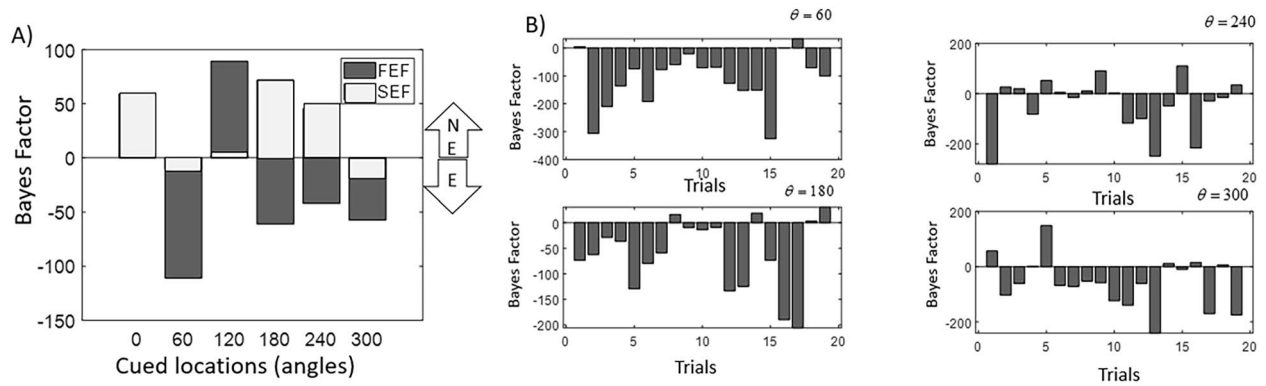 A)
Bayes Factor
100
50
0
-50
-100
-150
0 60 120 180 240 300
Cued locations (angles)
FEF
SEF
N
E
E
B)
θ = 60
Bayes Factor
0
-100
-200
-300
-400
0 5 10 15 20
Trials
θ = 180
Bayes Factor
0
-50
-100
-150
-200
0 5 10 15 20
Trials
θ = 240
Bayes Factor
200
0
-200
0 5 10 15 20
Trials
θ = 300
Bayes Factor
200
0
-200
0 5 10 15 20
Trials